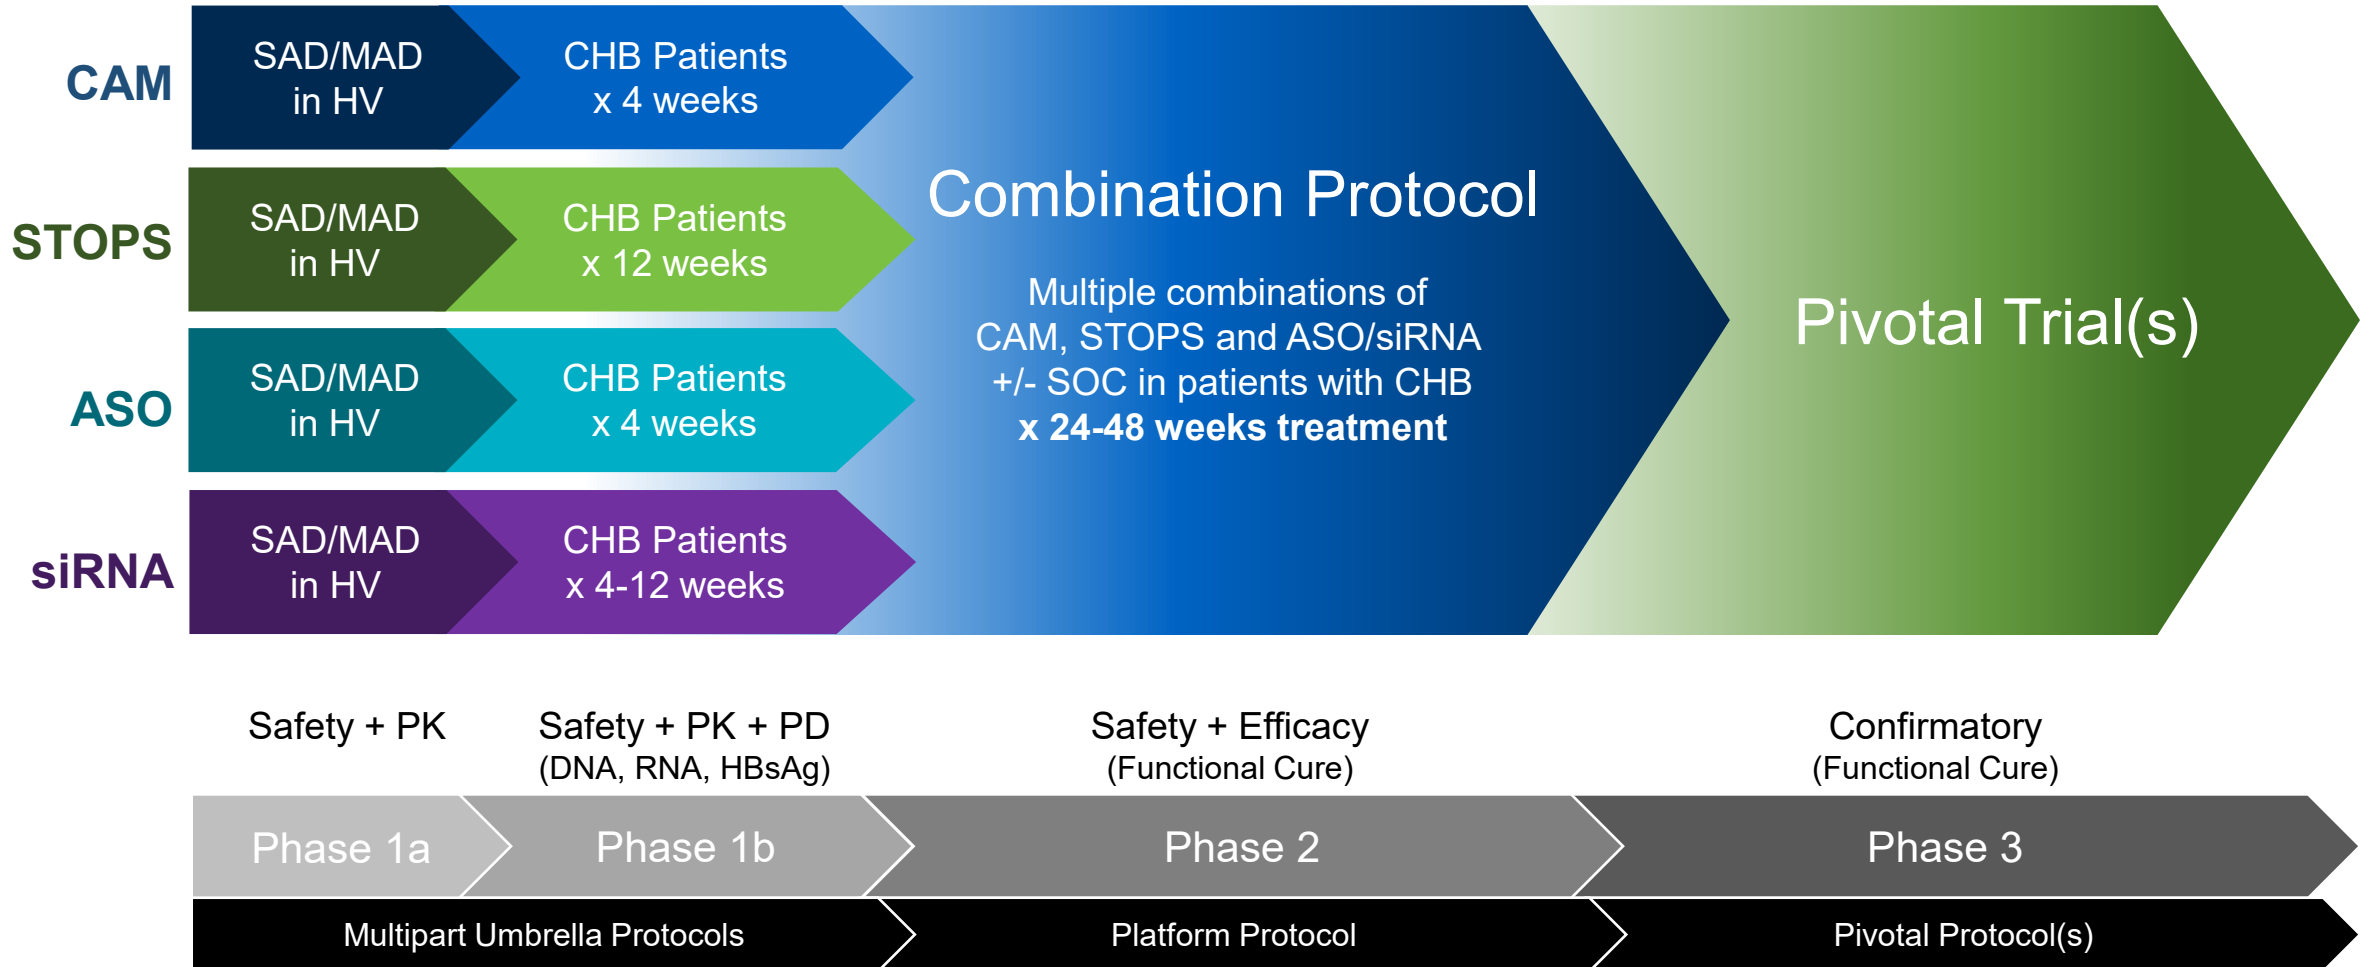 CAM
SAD/MAD
in HV
CHB Patients
x 4 weeks
STOPS
SAD/MAD
in HV
CHB Patients
x 12 weeks
ASO
SAD/MAD
in HV
CHB Patients
x 4 weeks
siRNA
SAD/MAD
in HV
CHB Patients
x 4-12 weeks
Combination Protocol
Multiple combinations of
CAM, STOPS and ASO/siRNA
+/- SOC in patients with CHB
x 24-48 weeks treatment
Pivotal Trial(s)
Safety + PK
Safety + PK + PD
(DNA, RNA, HBsAg)
Safety + Efficacy
(Functional Cure)
Confirmatory
(Functional Cure)
Phase 1a
Phase 1b
Phase 2
Phase 3
Multipart Umbrella Protocols
Platform Protocol
Pivotal Protocol(s)